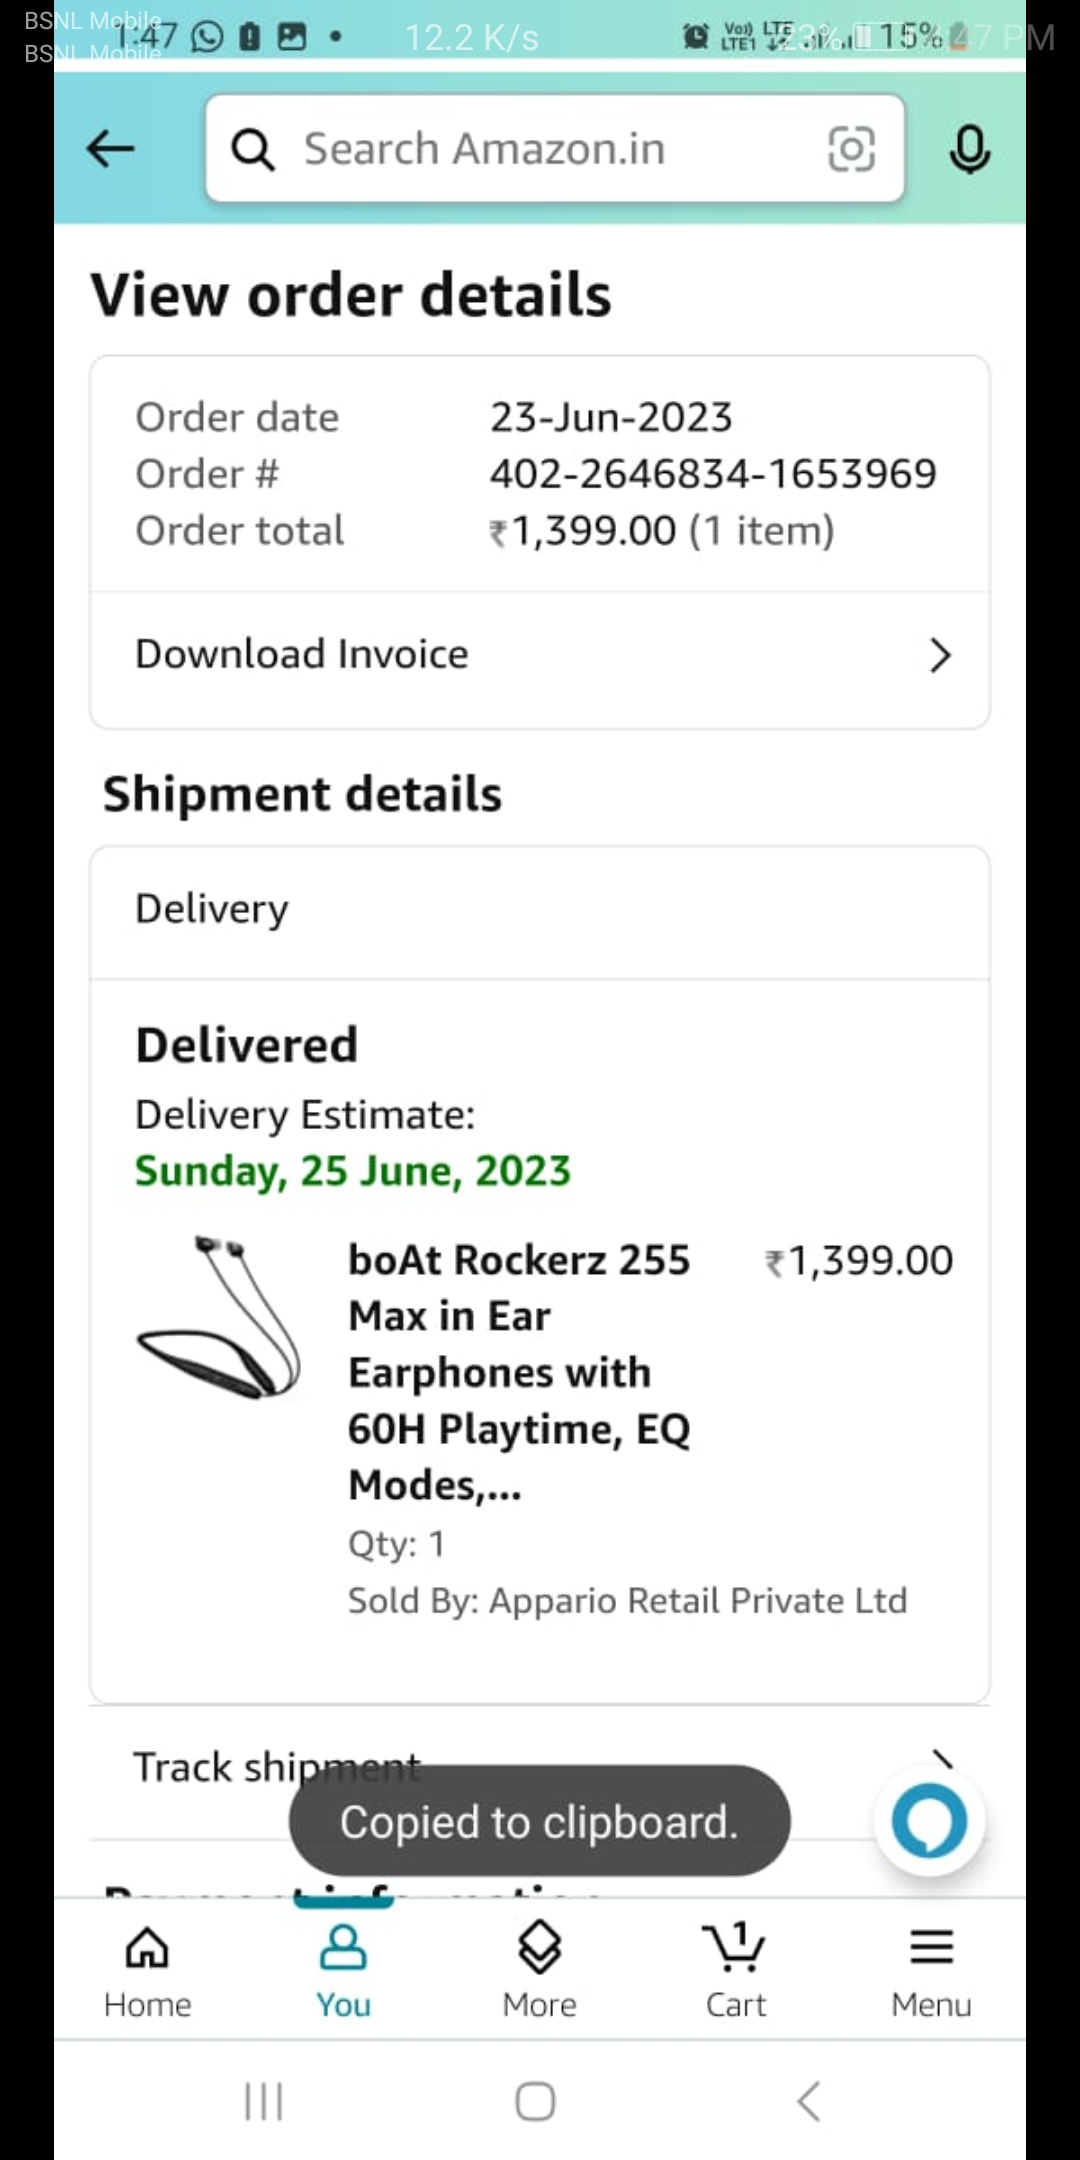 BSNL Mobile
BSNL Mobile
1:47
12.2 K/s
Vo)) LTE
LTE1
23%
15%
47 PM
Search Amazon.in
View order details
Order date 23-Jun-2023
Order # 402-2646834-1653969
Order total ₹1,399.00 (1 item)
Download Invoice
Shipment details
Delivery
Delivered
Delivery Estimate:
Sunday, 25 June, 2023
boAt Rockerz 255 ₹1,399.00
Max in Ear
Earphones with
60H Playtime, EQ
Modes,...
Qty: 1
Sold By: Appario Retail Private Ltd
Track shipment
Copied to clipboard.
Payment information
1
Home You More Cart Menu